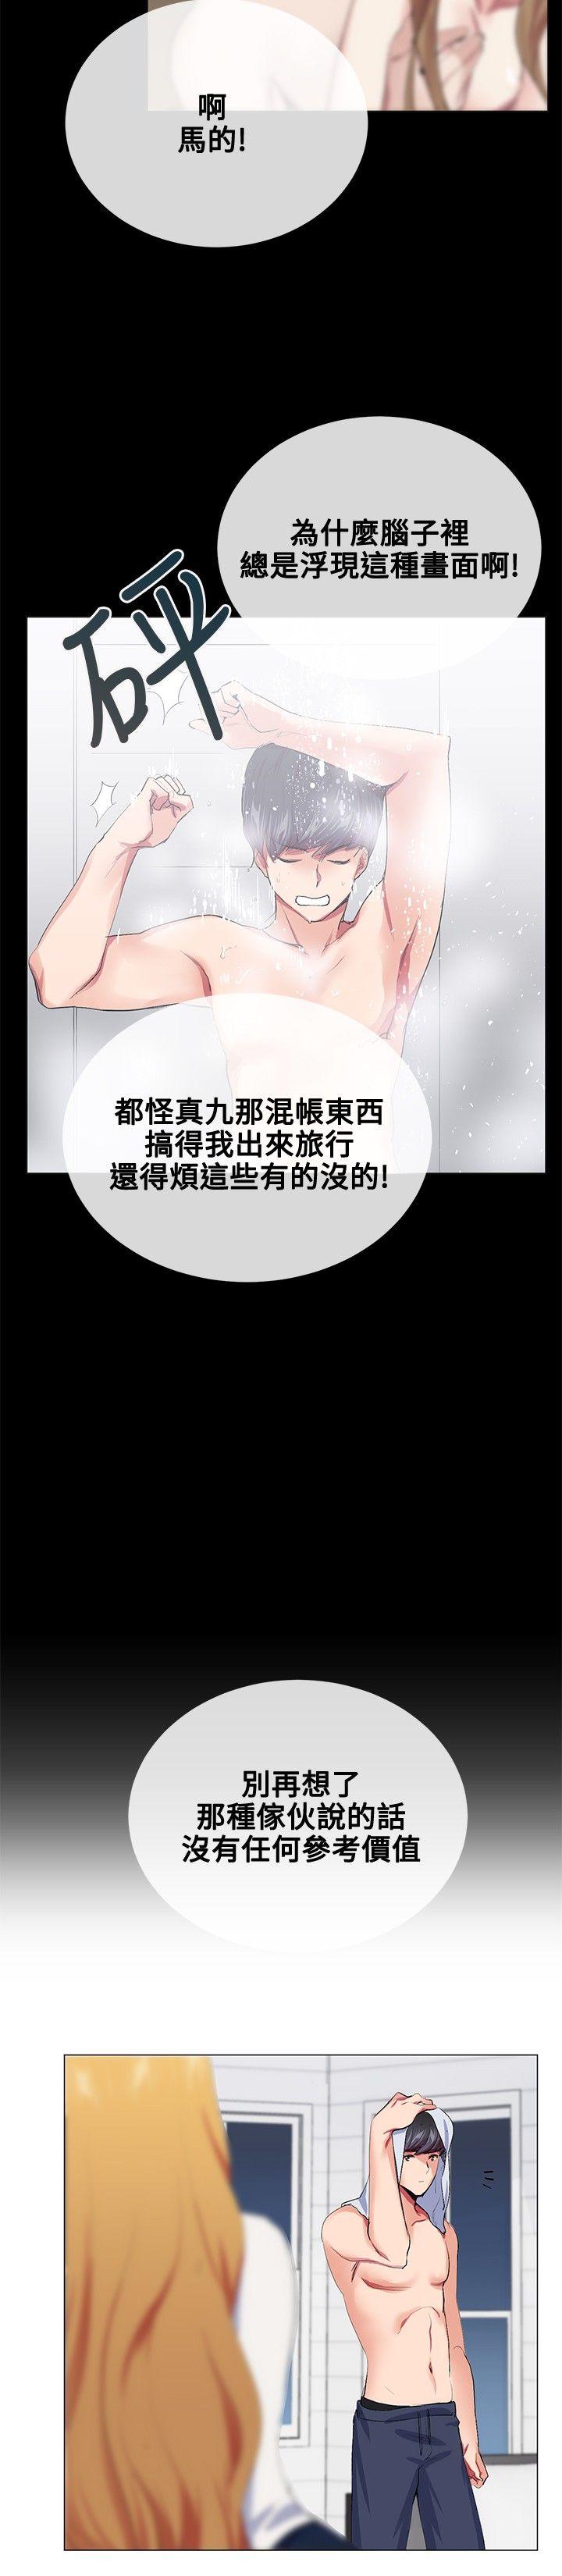 啊
馬的!
為什麼腦子裡
總是浮現這種畫面啊!
砰
都怪真九那混帳東西
搞得我出來旅行
還得煩這些有的沒的!
別再想了
那種傢伙說的話
沒有任何參考價值